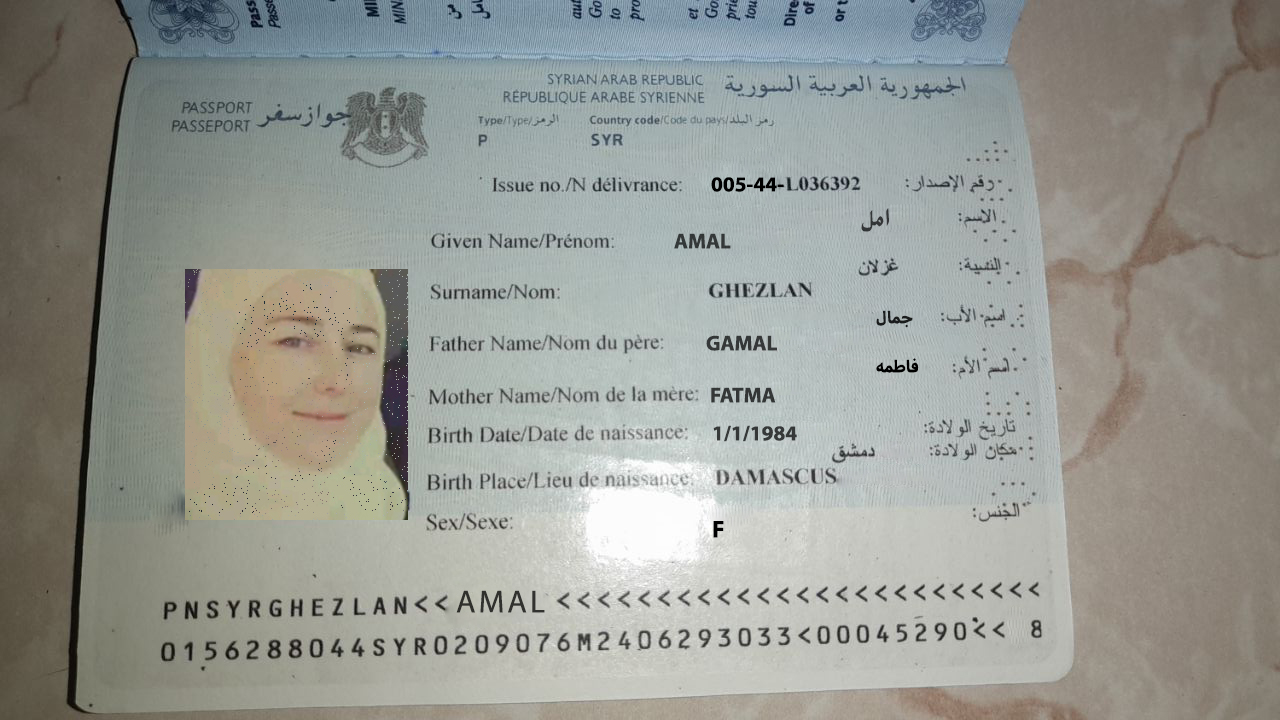 SYRIAN ARAB REPUBLIC
الجمهورية العربية السورية
RÉPUBLIQUE ARABE SYRIENNE
PASSPORT
PASSEPORT
جواز سفر
Type/Type/الرمز Country code/Code du pays/رمز البلد
P SYR
Issue no./N délivrance: 005-44-L036392 رقم الإصدار:
امل الاسم:
Given Name/Prénom: AMAL
غزلان النسبة:
Surname/Nom: GHEZLAN
جمال اسم الأب:
Father Name/Nom du père: GAMAL
فاطمه اسم الأم:
Mother Name/Nom de la mère: FATMA
Birth Date/Date de naissance: 1/1/1984 تاريخ الولادة:
دمشق مكان الولادة:
Birth Place/Lieu de naissance: DAMASCUS
Sex/Sexe: F الجنس:
PNSYRGHEZLAN<<AMAL<<<<<<<<<<<<<<<<<<<<<<<<
0156288044SYR0209076M2406293033<00045290<< 8